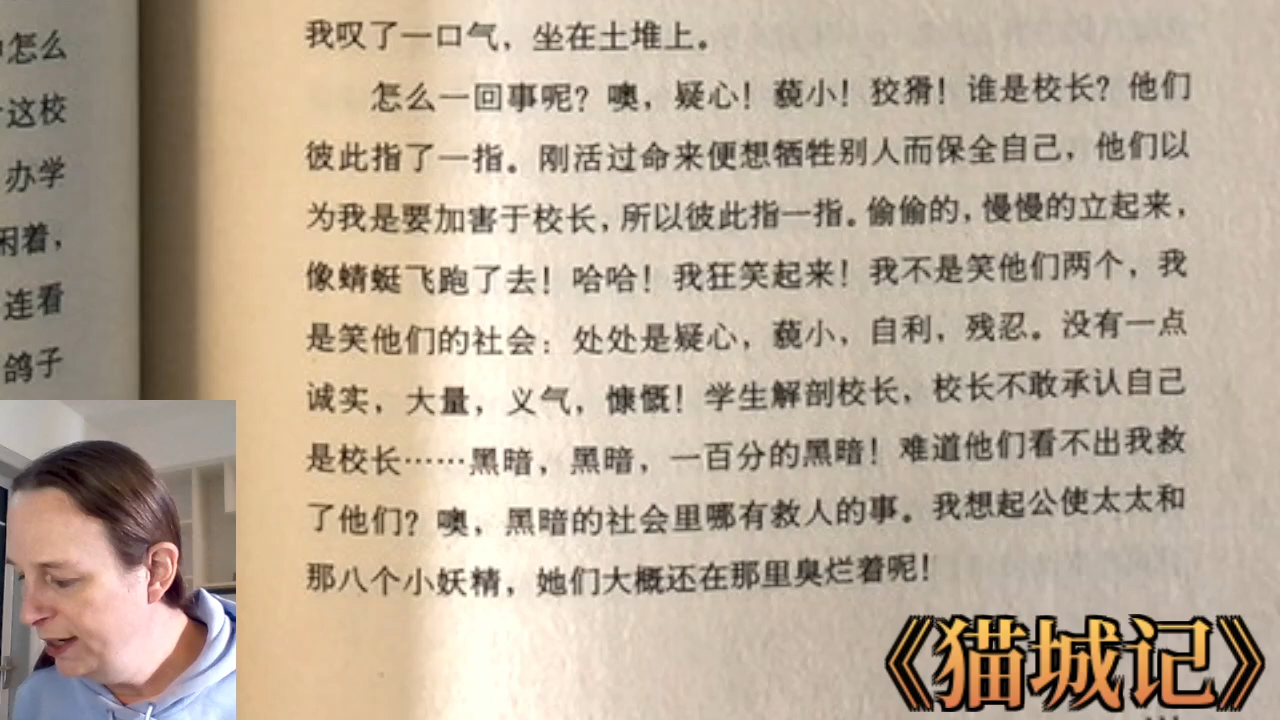 怎么
这校
办学
闲着，
连看
鸽子
我叹了一口气，坐在土堆上。
怎么一回事呢？噢，疑心！藐小！狡猾！谁是校长？他们
彼此指了一指。刚活过命来便想牺牲别人而保全自己，他们以
为我是要加害于校长，所以彼此指一指。偷偷的，慢慢的立起来，
像蜻蜓飞跑了去！哈哈！我狂笑起来！我不是笑他们两个，我
是笑他们的社会：处处是疑心，藐小，自利，残忍。没有一点
诚实，大量，义气，慷慨！学生解剖校长，校长不敢承认自己
是校长……黑暗，黑暗，一百分的黑暗！难道他们看不出我救
了他们？噢，黑暗的社会里哪有救人的事。我想起公使太太和
那八个小妖精，她们大概还在那里臭烂着呢！
《猫城记》